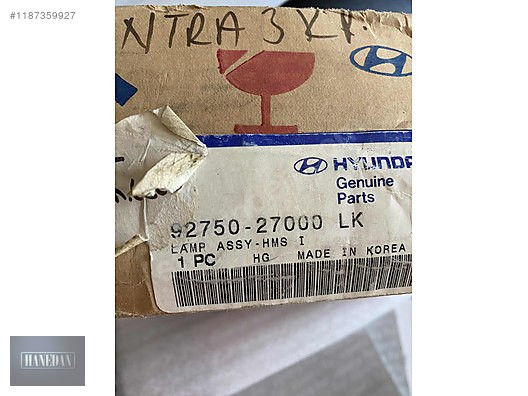 #1187359927
NTRA 3 KK.
HYUNDAI
Genuine
Parts
92750-27000 LK
LAMP ASSY-HMS I
1 PC HG MADE IN KOREA
HANEDAN